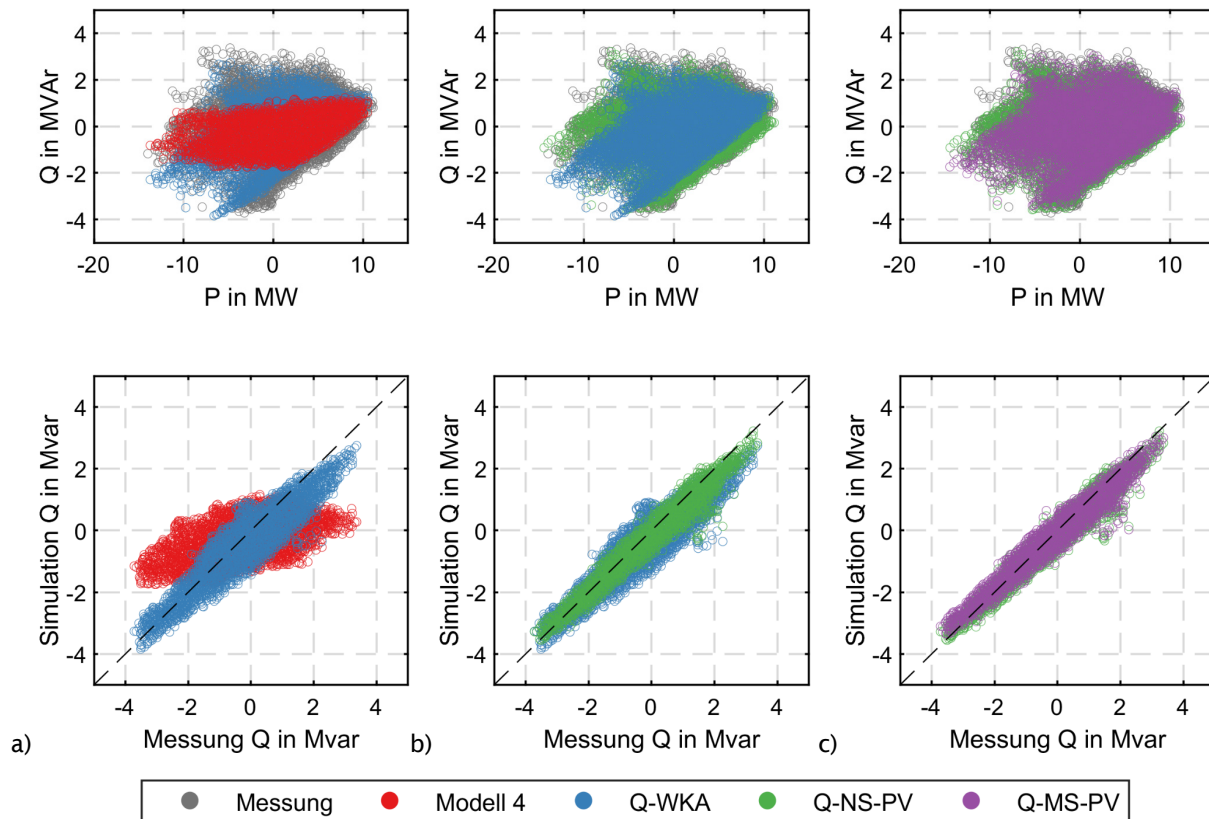 4
2
0
-2
-4
Q in MVAr
-20
-10
0
10
P in MW
4
2
0
-2
-4
Q in MVAr
-20
-10
0
10
P in MW
4
2
0
-2
-4
Q in MVAr
-20
-10
0
10
P in MW
4
2
0
-2
-4
Simulation Q in Mvar
-4
-2
0
2
4
a)
Messung Q in Mvar
4
2
0
-2
-4
Simulation Q in Mvar
-4
-2
0
2
4
b)
Messung Q in Mvar
4
2
0
-2
-4
Simulation Q in Mvar
-4
-2
0
2
4
c)
Messung Q in Mvar
Messung
Modell 4
Q-WKA
Q-NS-PV
Q-MS-PV